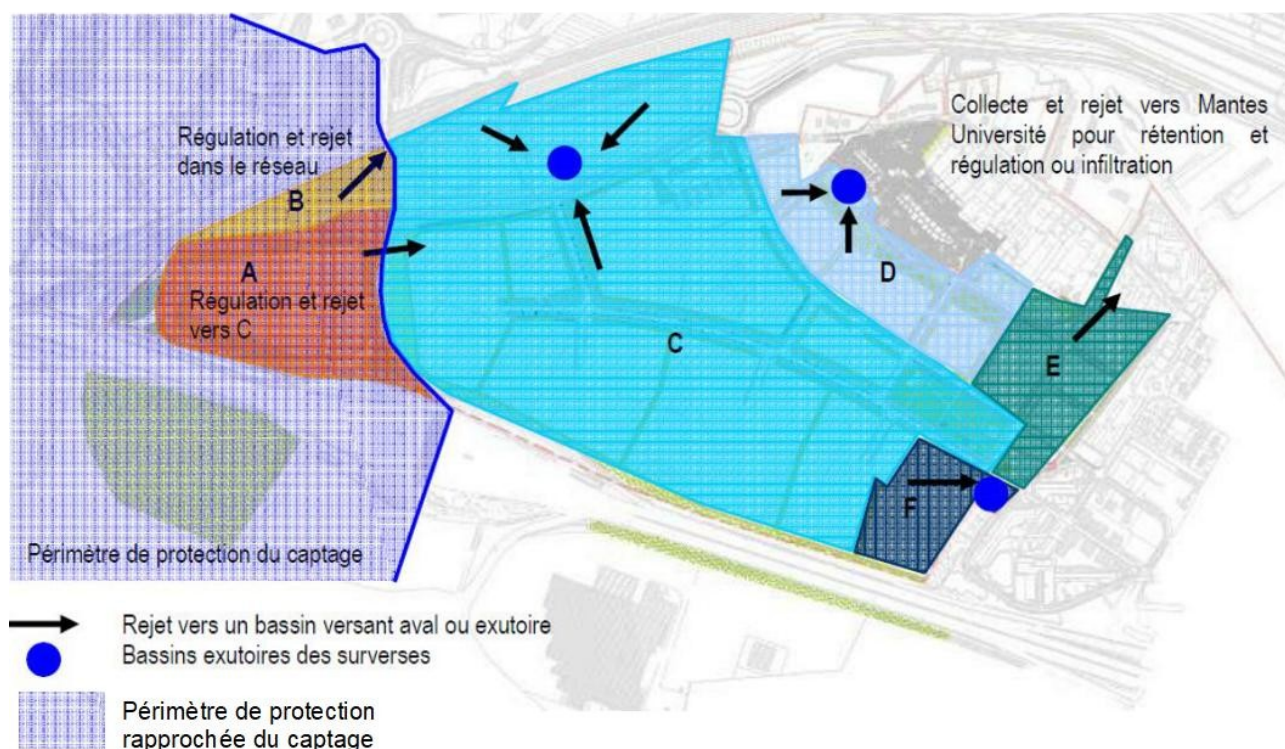 Collecte et rejet vers Mantes
Université pour rétention et
régulation ou infiltration
Régulation et rejet
dans le réseau
B
A
Régulation et rejet
vers C
C
D
E
F
Périmètre de protection du captage
Rejet vers un bassin versant aval ou exutoire
Bassins exutoires des surverses
Périmètre de protection
rapprochée du captage